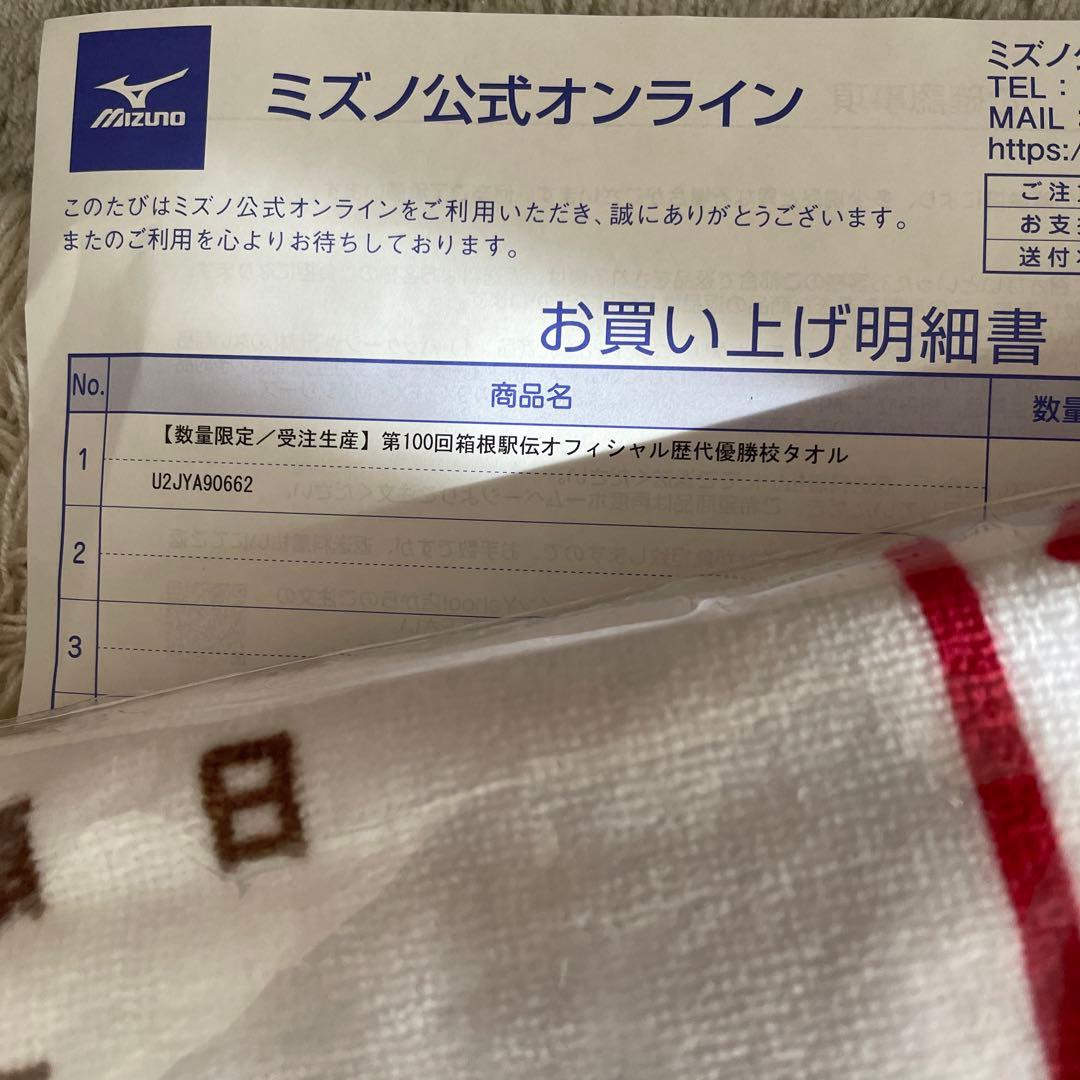 MIZUNO
ミズノ公式オンライン
ミズノ公
TEL：
MAIL：
https:/
このたびはミズノ公式オンラインをご利用いただき、誠にありがとうございます。
またのご利用を心よりお待ちしております。
ご注文
お支払
送付
お買い上げ明細書
No.
商品名
数量
1
【数量限定／受注生産】第100回箱根駅伝オフィシャル歴代優勝校タオル
U2JYA90662
2
3
日